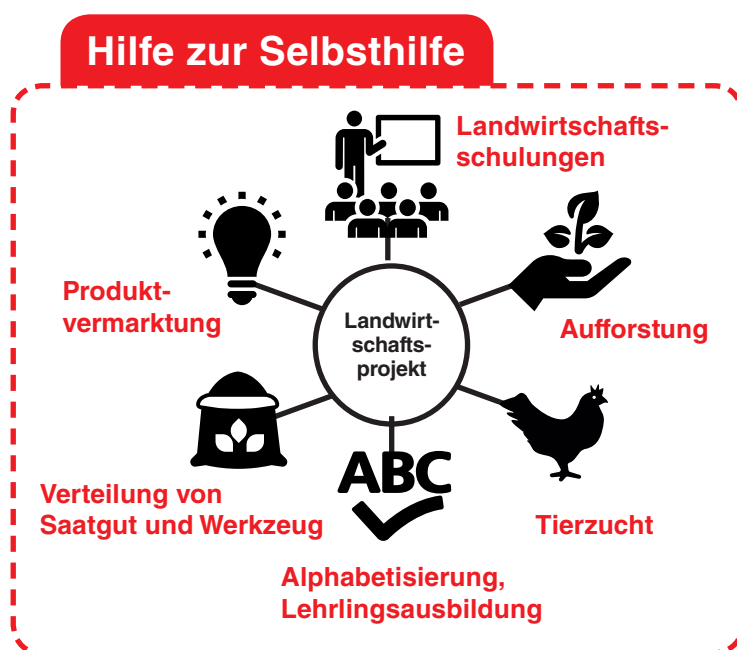 Hilfe zur Selbsthilfe
Landwirtschafts-
schulungen
Produkt-
vermarktung
Landwirt-
schafts-
projekt
Aufforstung
Verteilung von
Saatgut und Werkzeug
ABC
Tierzucht
Alphabetisierung,
Lehrlingsausbildung